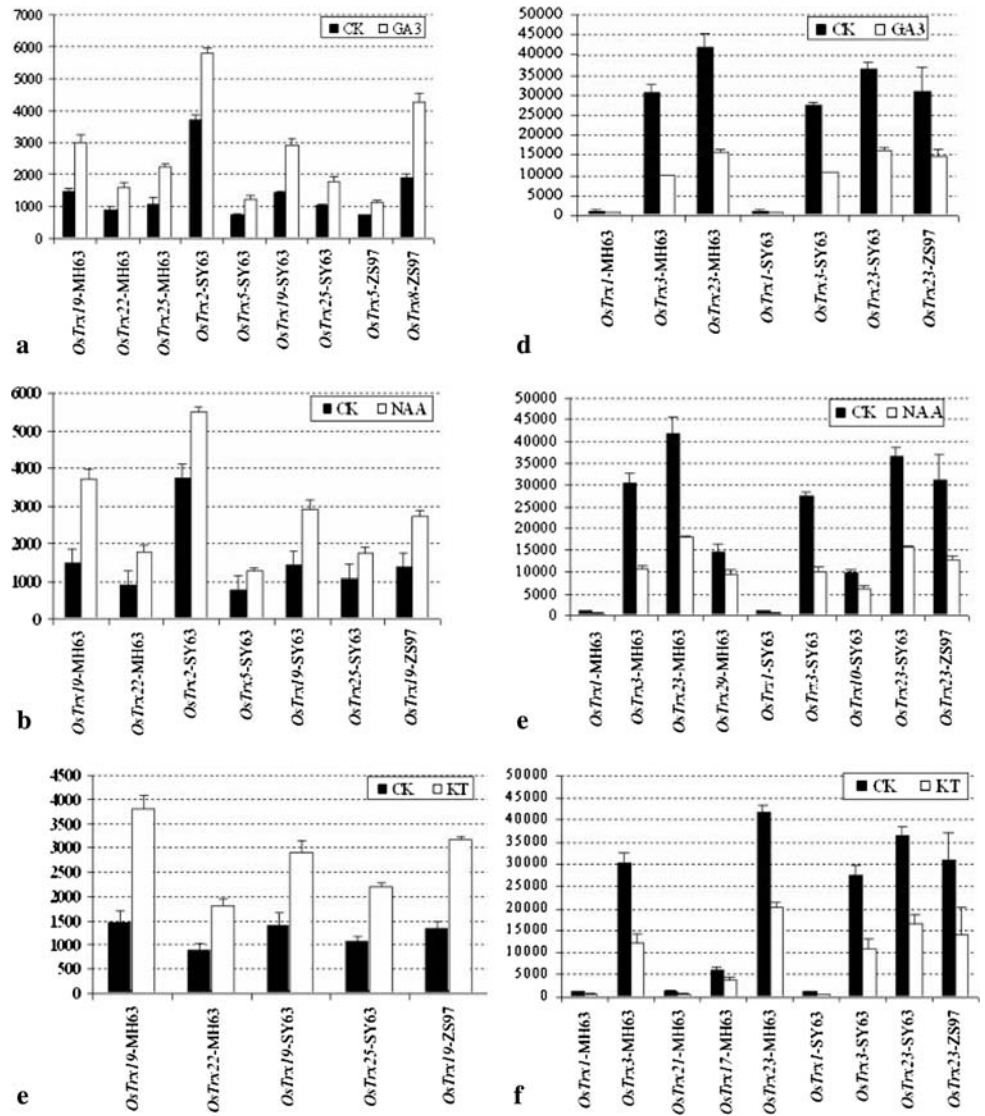 CK GA3
7000
6000
5000
4000
3000
2000
1000
0
OsTrx19-MH63
OsTrx22-MH63
OsTrx25-MH63
OsTrx2-SY63
OsTrx5-SY63
OsTrx19-SY63
OsTrx25-SY63
OsTrx5-ZS97
OsTrx8-ZS97
a
CK GA3
50000
45000
40000
35000
30000
25000
20000
15000
10000
5000
0
OsTrx1-MH63
OsTrx3-MH63
OsTrx23-MH63
OsTrx1-SY63
OsTrx3-SY63
OsTrx23-SY63
OsTrx23-ZS97
d
CK NAA
6000
5000
4000
3000
2000
1000
0
OsTrx19-MH63
OsTrx22-MH63
OsTrx2-SY63
OsTrx5-SY63
OsTrx19-SY63
OsTrx25-SY63
OsTrx19-ZS97
b
CK NAA
50000
45000
40000
35000
30000
25000
20000
15000
10000
5000
0
OsTrx1-MH63
OsTrx3-MH63
OsTrx23-MH63
OsTrx29-MH63
OsTrx1-SY63
OsTrx3-SY63
OsTrx10-SY63
OsTrx23-SY63
OsTrx23-ZS97
e
CK KT
4500
4000
3500
3000
2500
2000
1500
1000
500
0
OsTrx19-MH63
OsTrx22-MH63
OsTrx19-SY63
OsTrx25-SY63
OsTrx19-ZS97
e
CK KT
50000
45000
40000
35000
30000
25000
20000
15000
10000
5000
0
OsTrx1-MH63
OsTrx3-MH63
OsTrx21-MH63
OsTrx17-MH63
OsTrx23-MH63
OsTrx1-SY63
OsTrx3-SY63
OsTrx23-SY63
OsTrx23-ZS97
f